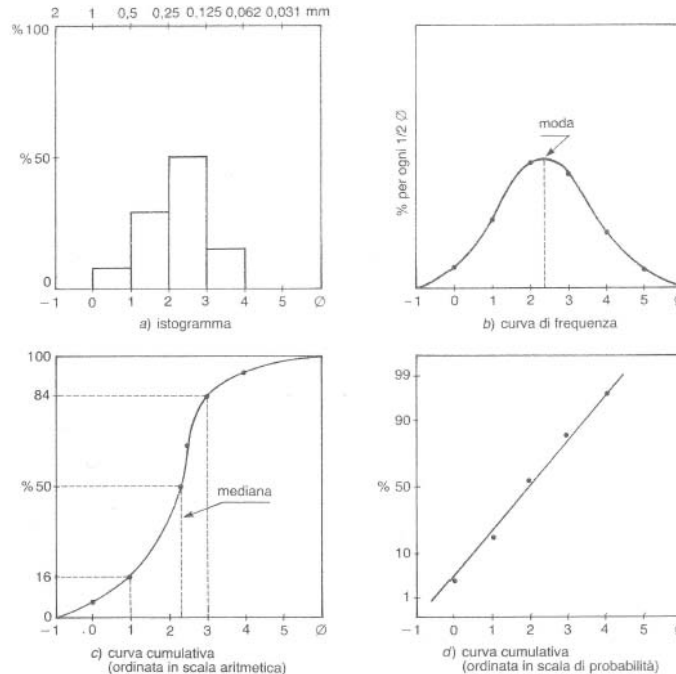 2 1 0,5 0,25 0,125 0,062 0,031 mm
% 100
% 50
0
−1 0 1 2 3 4 5 Ø
a) istogramma
% per ogni 1/2 Ø
moda
−1 0 1 2 3 4 5
b) curva di frequenza
100
84
% 50
16
0
mediana
−1 0 1 2 3 4 5 Ø
c) curva cumulativa
(ordinata in scala aritmetica)
99
90
% 50
10
1
−1 0 1 2 3 4 5
d) curva cumulativa
(ordinata in scala di probabilità)